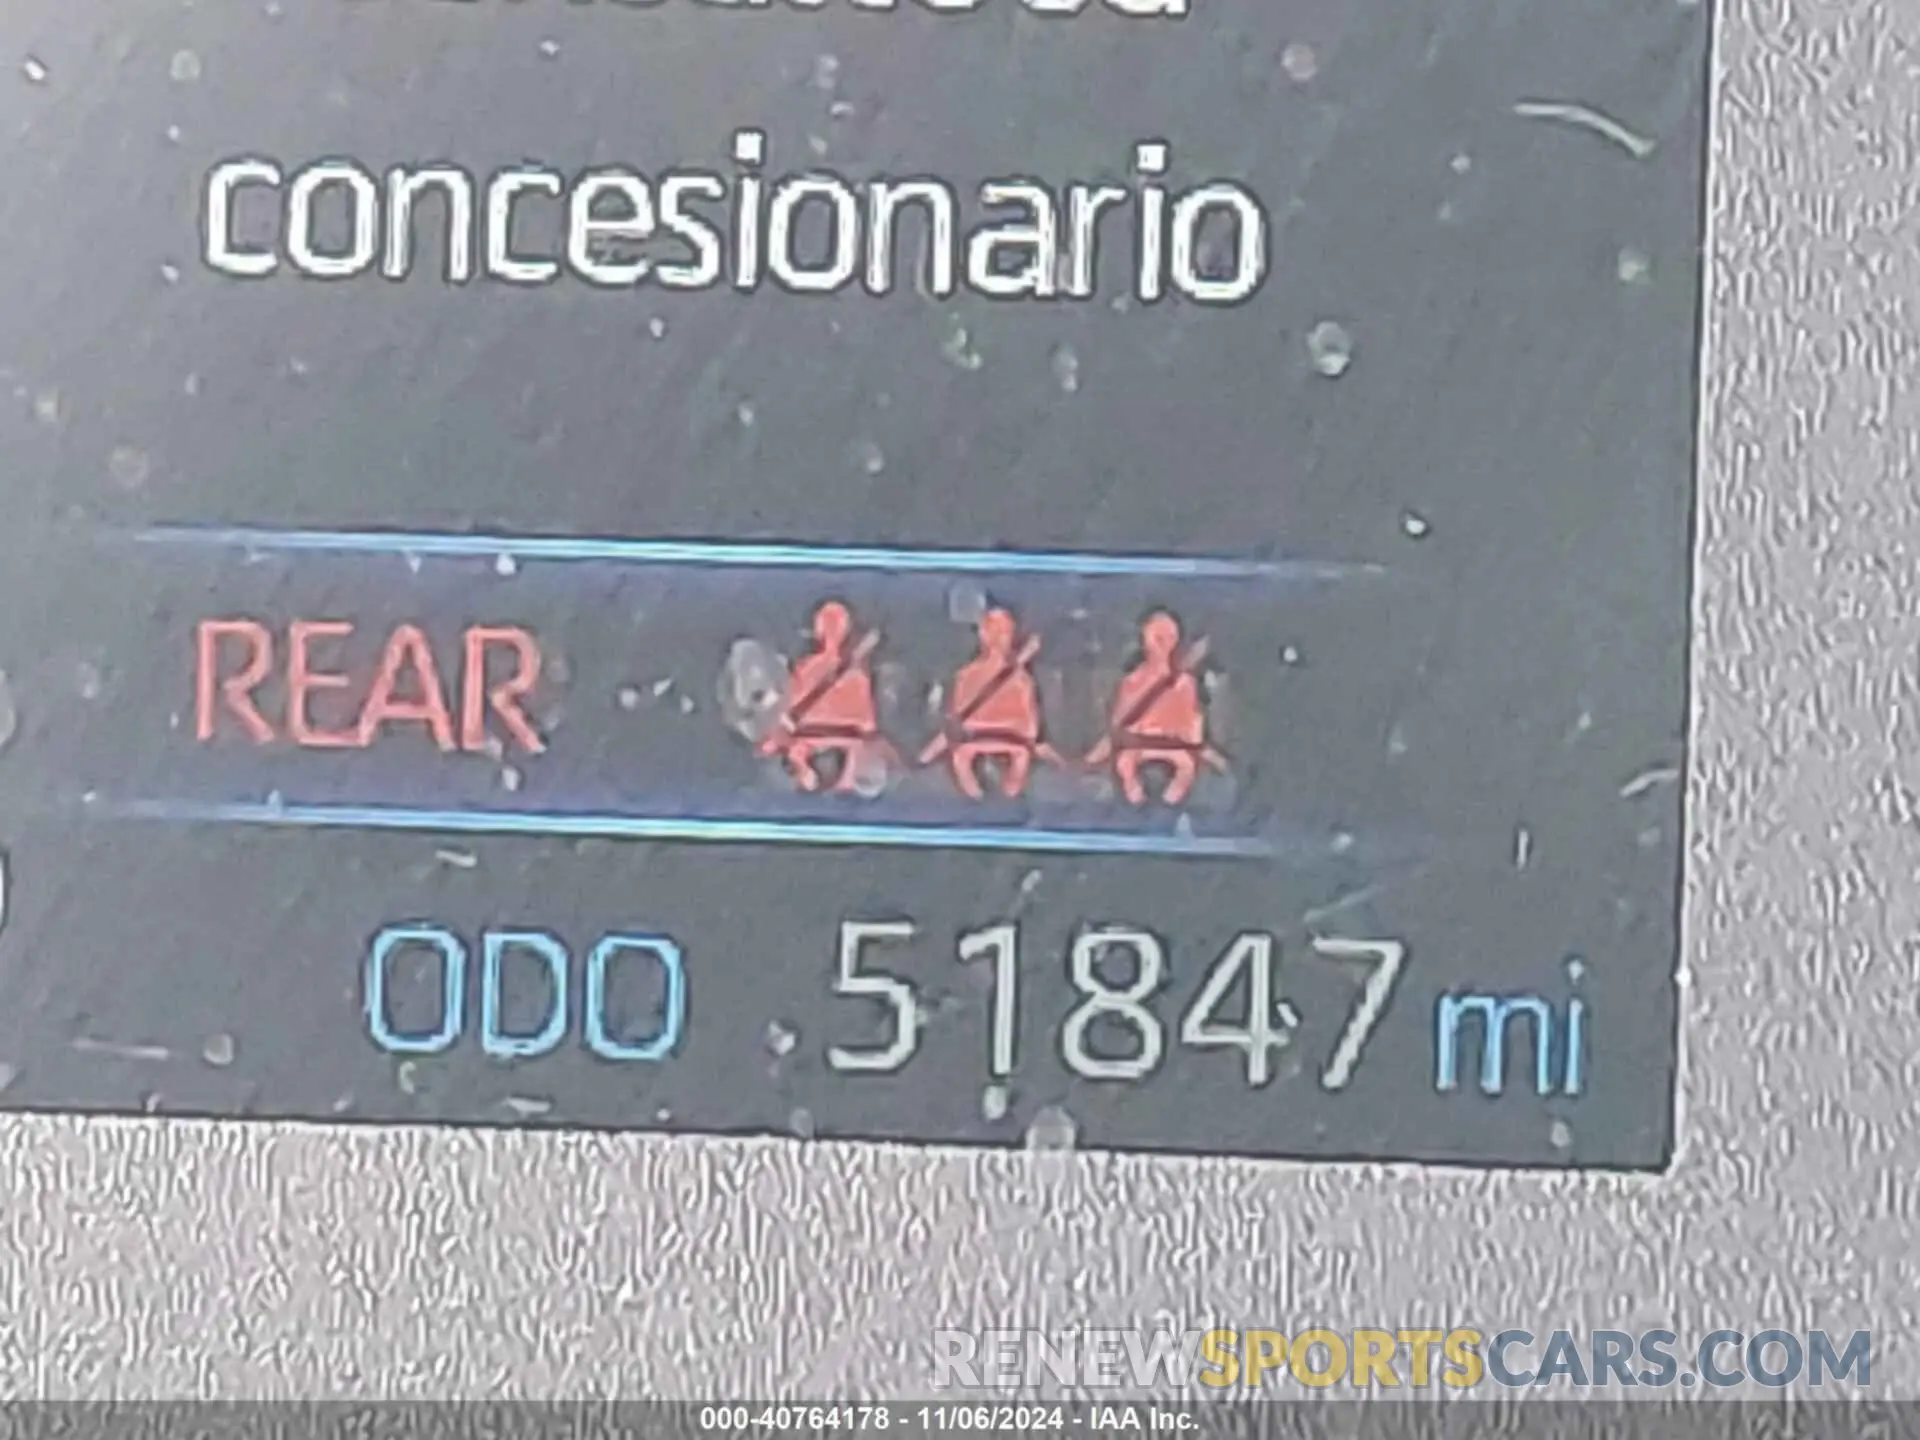 concesionario
REAR
ODO 51847 mi
RENEWSPORTSCARS.COM
000-40764178 - 11/06/2024 - IAA Inc.